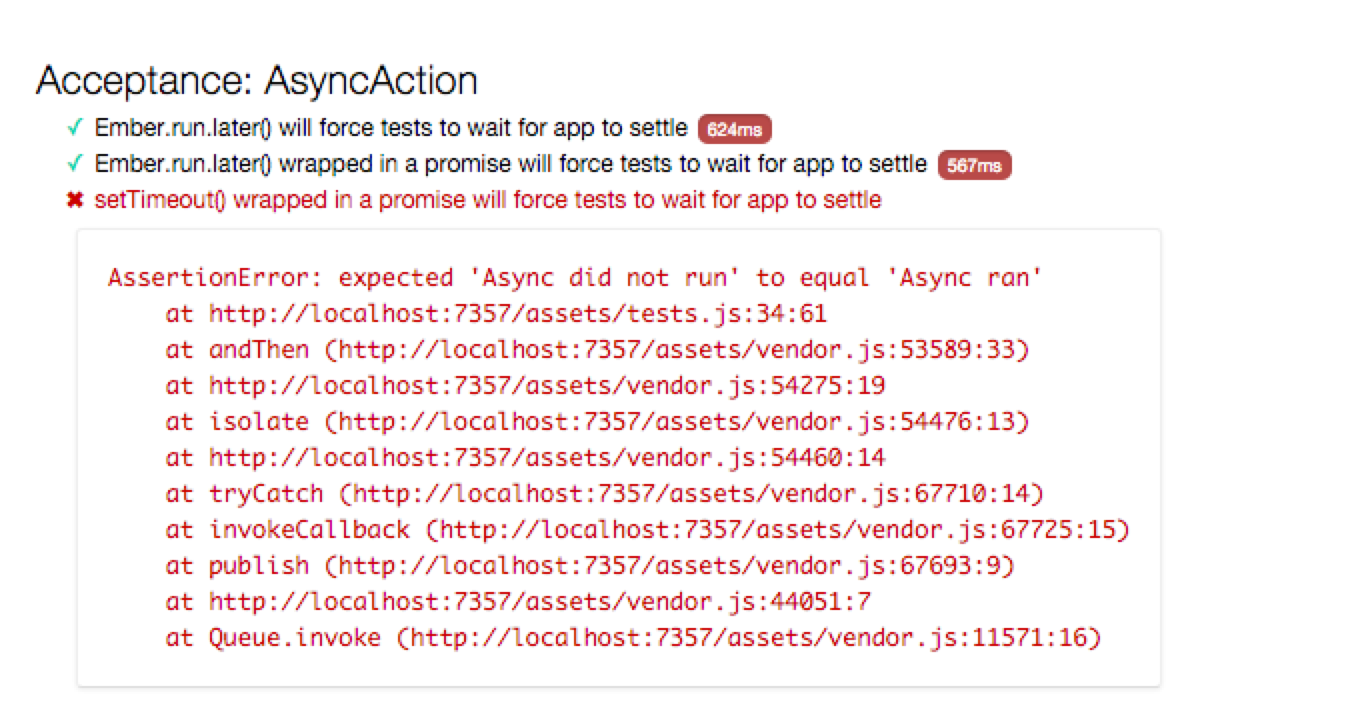 Acceptance: AsyncAction
✓ Ember.run.later() will force tests to wait for app to settle 624ms
✓ Ember.run.later() wrapped in a promise will force tests to wait for app to settle 567ms
✖ setTimeout() wrapped in a promise will force tests to wait for app to settle
AssertionError: expected 'Async did not run' to equal 'Async ran'
    at http://localhost:7357/assets/tests.js:34:61
    at andThen (http://localhost:7357/assets/vendor.js:53589:33)
    at http://localhost:7357/assets/vendor.js:54275:19
    at isolate (http://localhost:7357/assets/vendor.js:54476:13)
    at http://localhost:7357/assets/vendor.js:54460:14
    at tryCatch (http://localhost:7357/assets/vendor.js:67710:14)
    at invokeCallback (http://localhost:7357/assets/vendor.js:67725:15)
    at publish (http://localhost:7357/assets/vendor.js:67693:9)
    at http://localhost:7357/assets/vendor.js:44051:7
    at Queue.invoke (http://localhost:7357/assets/vendor.js:11571:16)